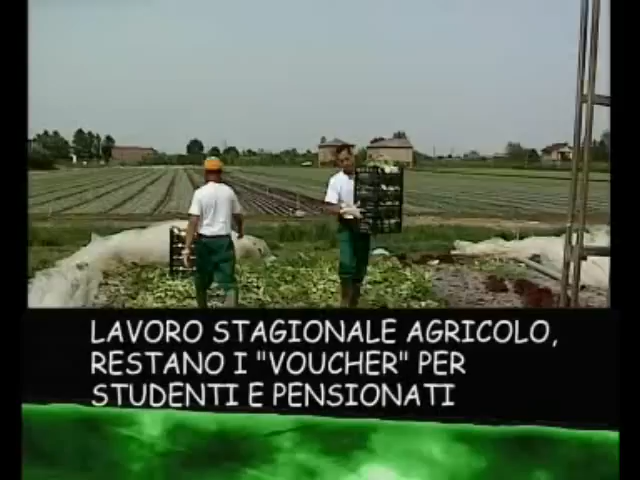 LAVORO STAGIONALE AGRICOLO,
RESTANO I "VOUCHER" PER
STUDENTI E PENSIONATI